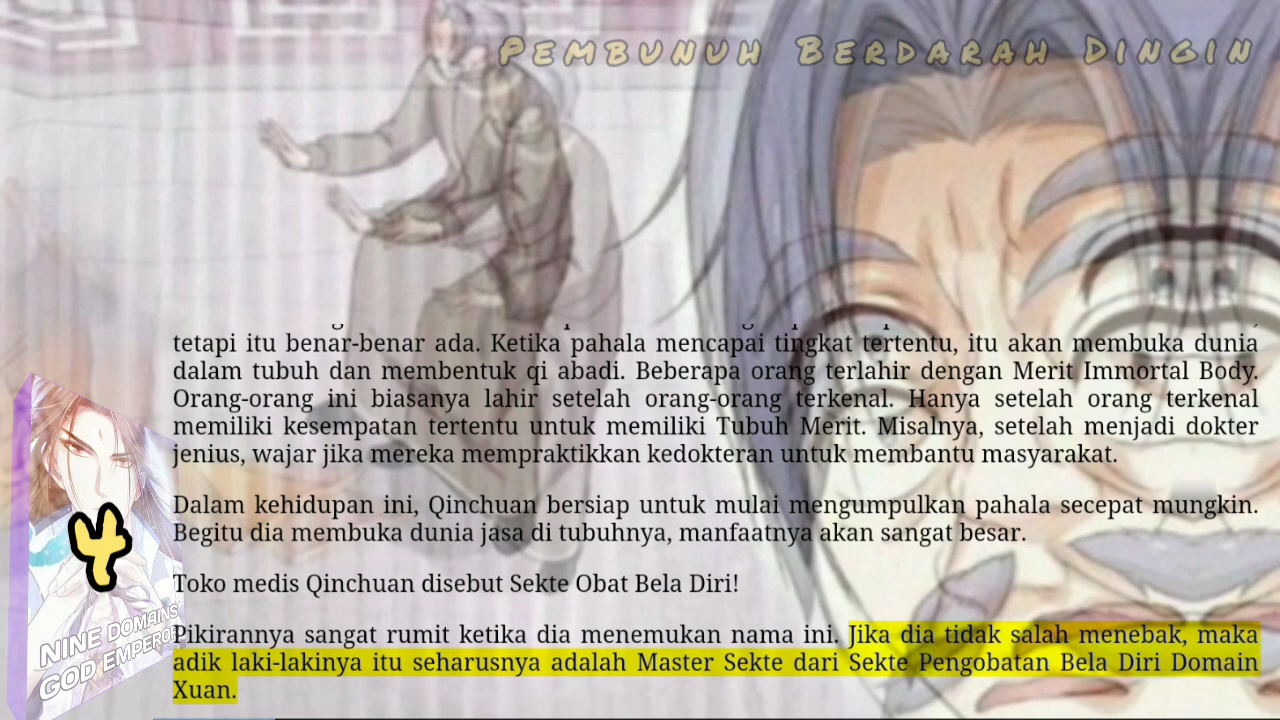 Pembunuh Berdarah Dingin
tetapi itu benar-benar ada. Ketika pahala mencapai tingkat tertentu, itu akan membuka dunia
dalam tubuh dan membentuk qi abadi. Beberapa orang terlahir dengan Merit Immortal Body.
Orang-orang ini biasanya lahir setelah orang-orang terkenal. Hanya setelah orang terkenal
memiliki kesempatan tertentu untuk memiliki Tubuh Merit. Misalnya, setelah menjadi dokter
jenius, wajar jika mereka mempraktikkan kedokteran untuk membantu masyarakat.
Dalam kehidupan ini, Qinchuan bersiap untuk mulai mengumpulkan pahala secepat mungkin.
Begitu dia membuka dunia jasa di tubuhnya, manfaatnya akan sangat besar.
Toko medis Qinchuan disebut Sekte Obat Bela Diri!
Pikirannya sangat rumit ketika dia menemukan nama ini. Jika dia tidak salah menebak, maka
adik laki-lakinya itu seharusnya adalah Master Sekte dari Sekte Pengobatan Bela Diri Domain
Xuan.
4
NINE DOMAINS
GOD EMPEROR